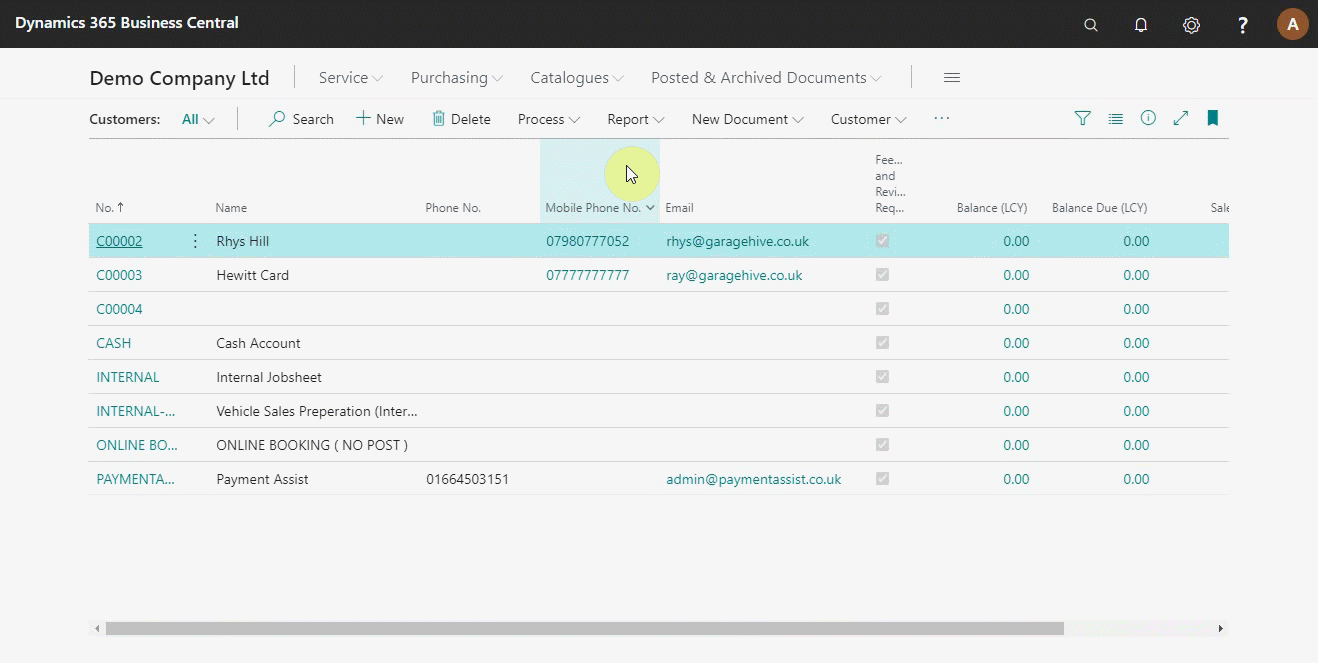 Dynamics 365 Business Central
A
Demo Company Ltd Service Purchasing Catalogues Posted & Archived Documents
Customers: All Search New Delete Process Report New Document Customer ...
Fee...
and
Revi...
Req...
No. ↑ Name Phone No. Mobile Phone No. Email Balance (LCY) Balance Due (LCY) Sale
C00002 Rhys Hill 07980777052 rhys@garagehive.co.uk 0.00 0.00
C00003 Hewitt Card 07777777777 ray@garagehive.co.uk 0.00 0.00
C00004 0.00 0.00
CASH Cash Account 0.00 0.00
INTERNAL Internal Jobsheet 0.00 0.00
INTERNAL-... Vehicle Sales Preperation (Inter... 0.00 0.00
ONLINE BO... ONLINE BOOKING ( NO POST ) 0.00 0.00
PAYMENTA... Payment Assist 01664503151 admin@paymentassist.co.uk 0.00 0.00